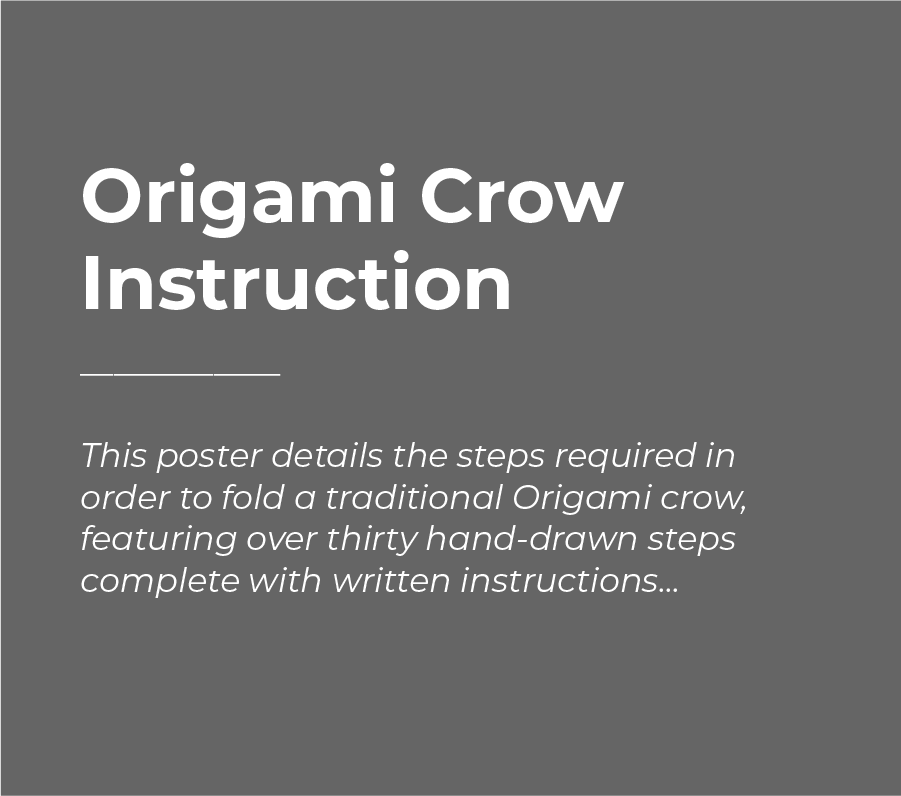 Origami Crow
Instruction
This poster details the steps required in
order to fold a traditional Origami crow,
featuring over thirty hand-drawn steps
complete with written instructions...